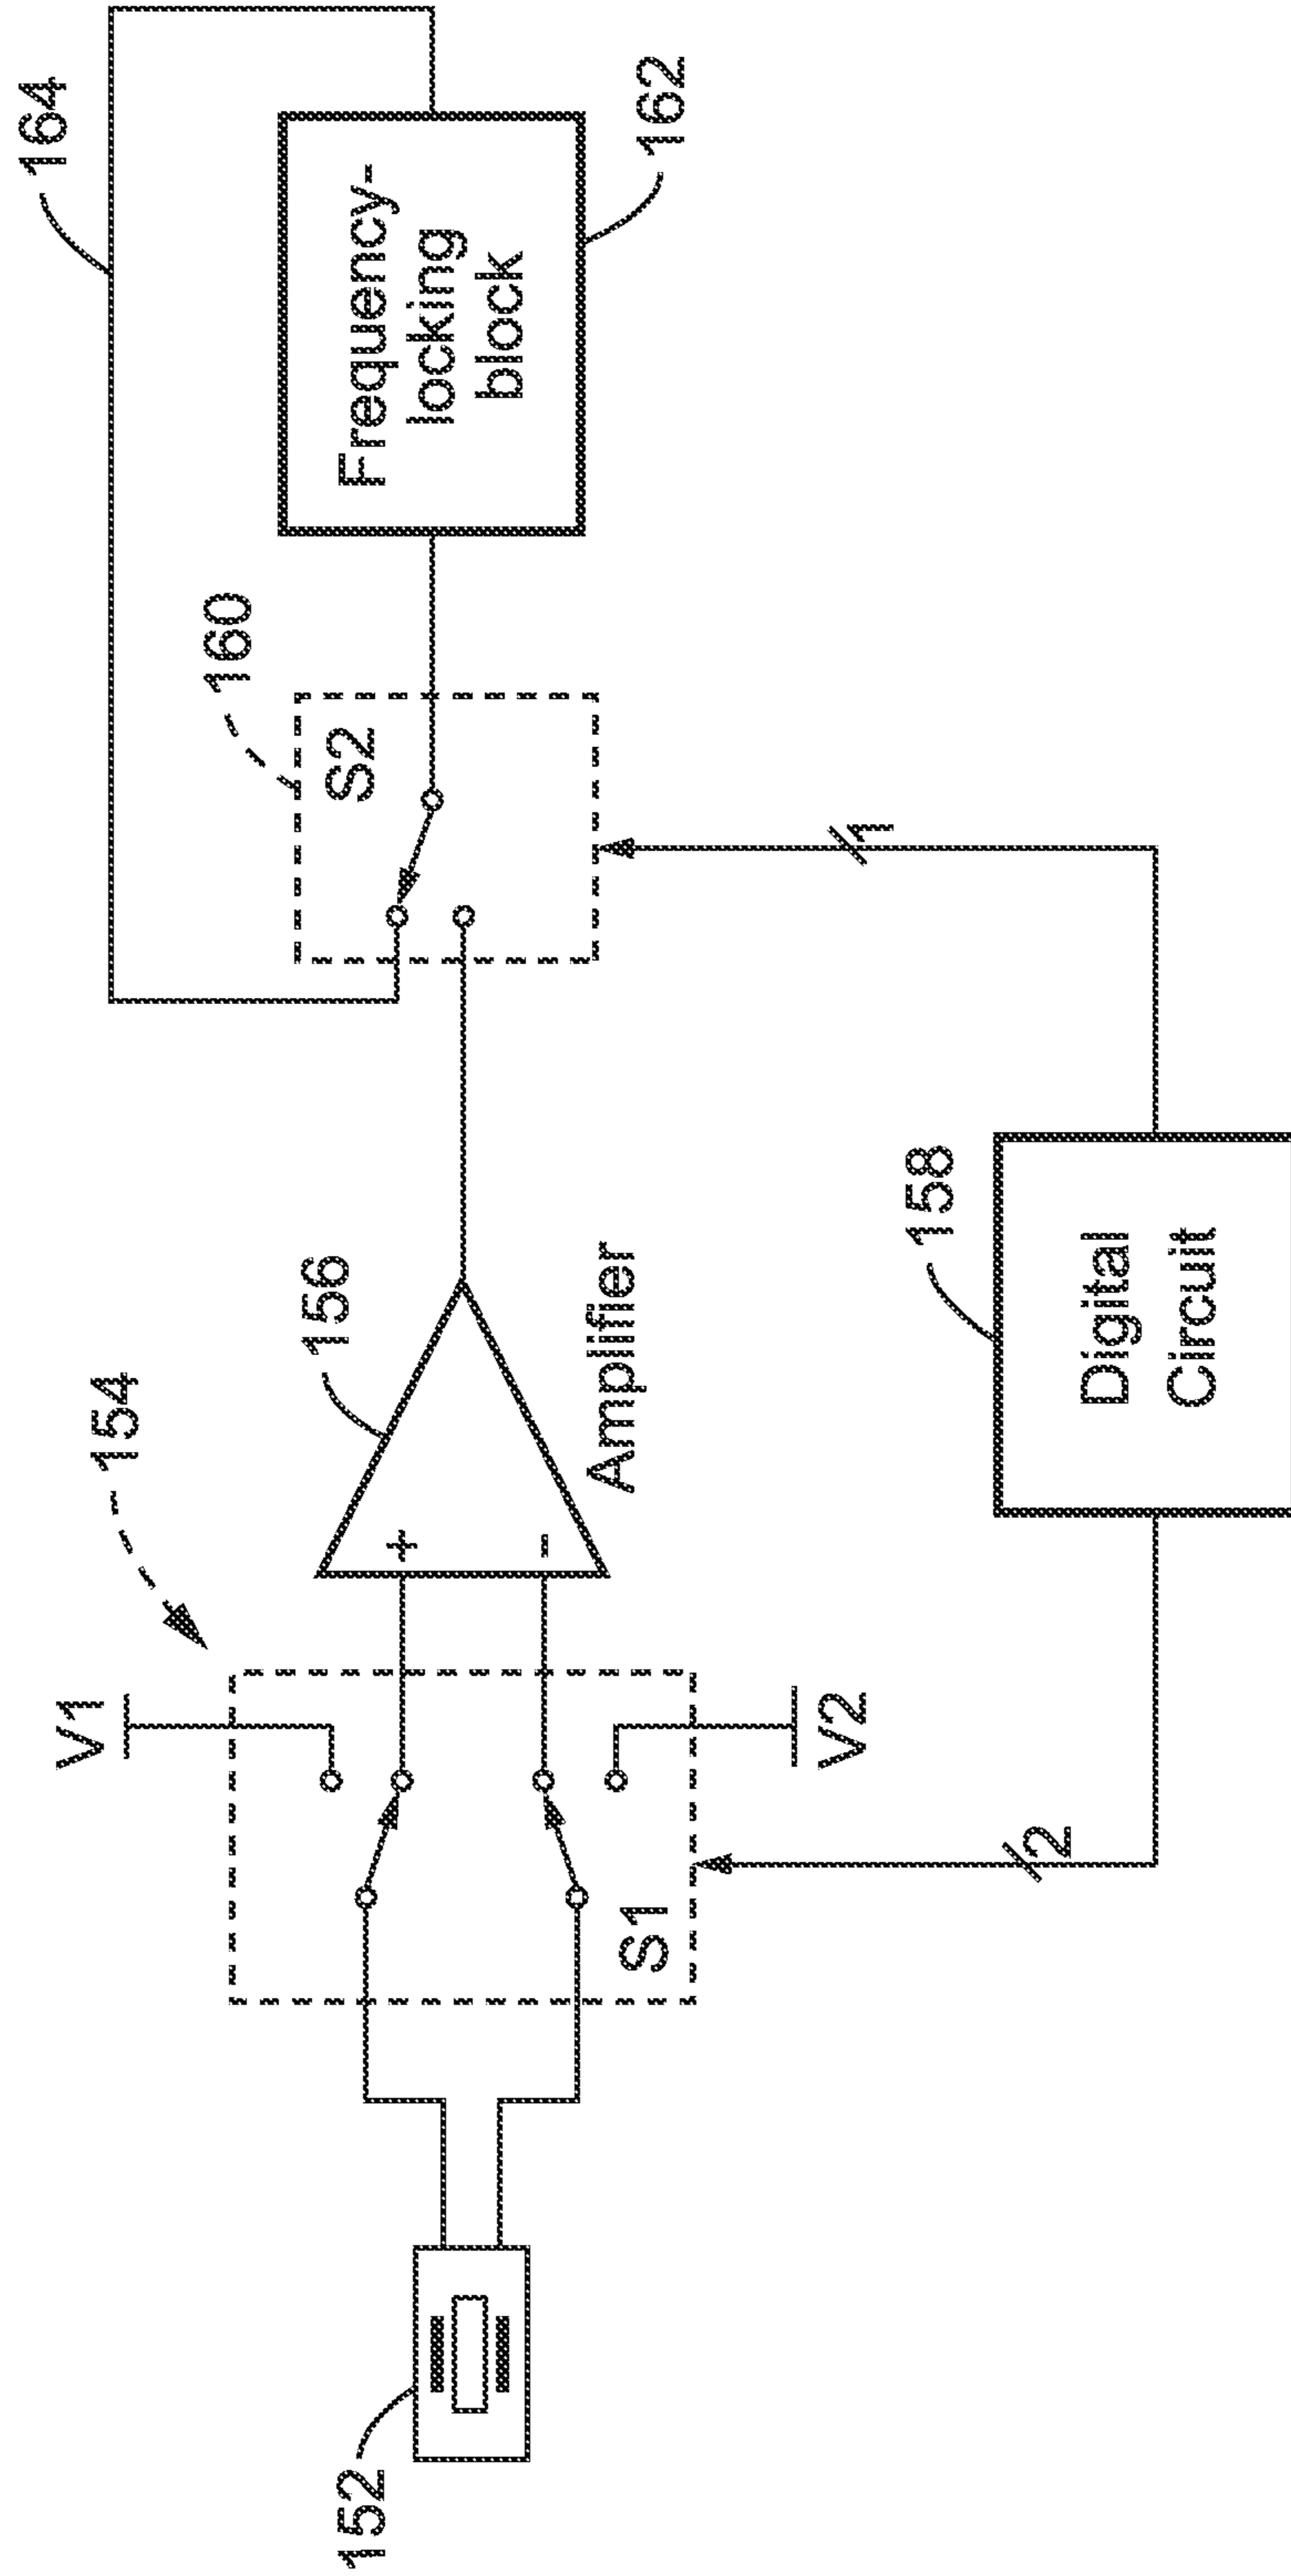 164
160
Frequency-
locking
block
162
S2
154
V1
156
+
-
Amplifier
152
S1
V2
158
Digital
Circuit
2
1